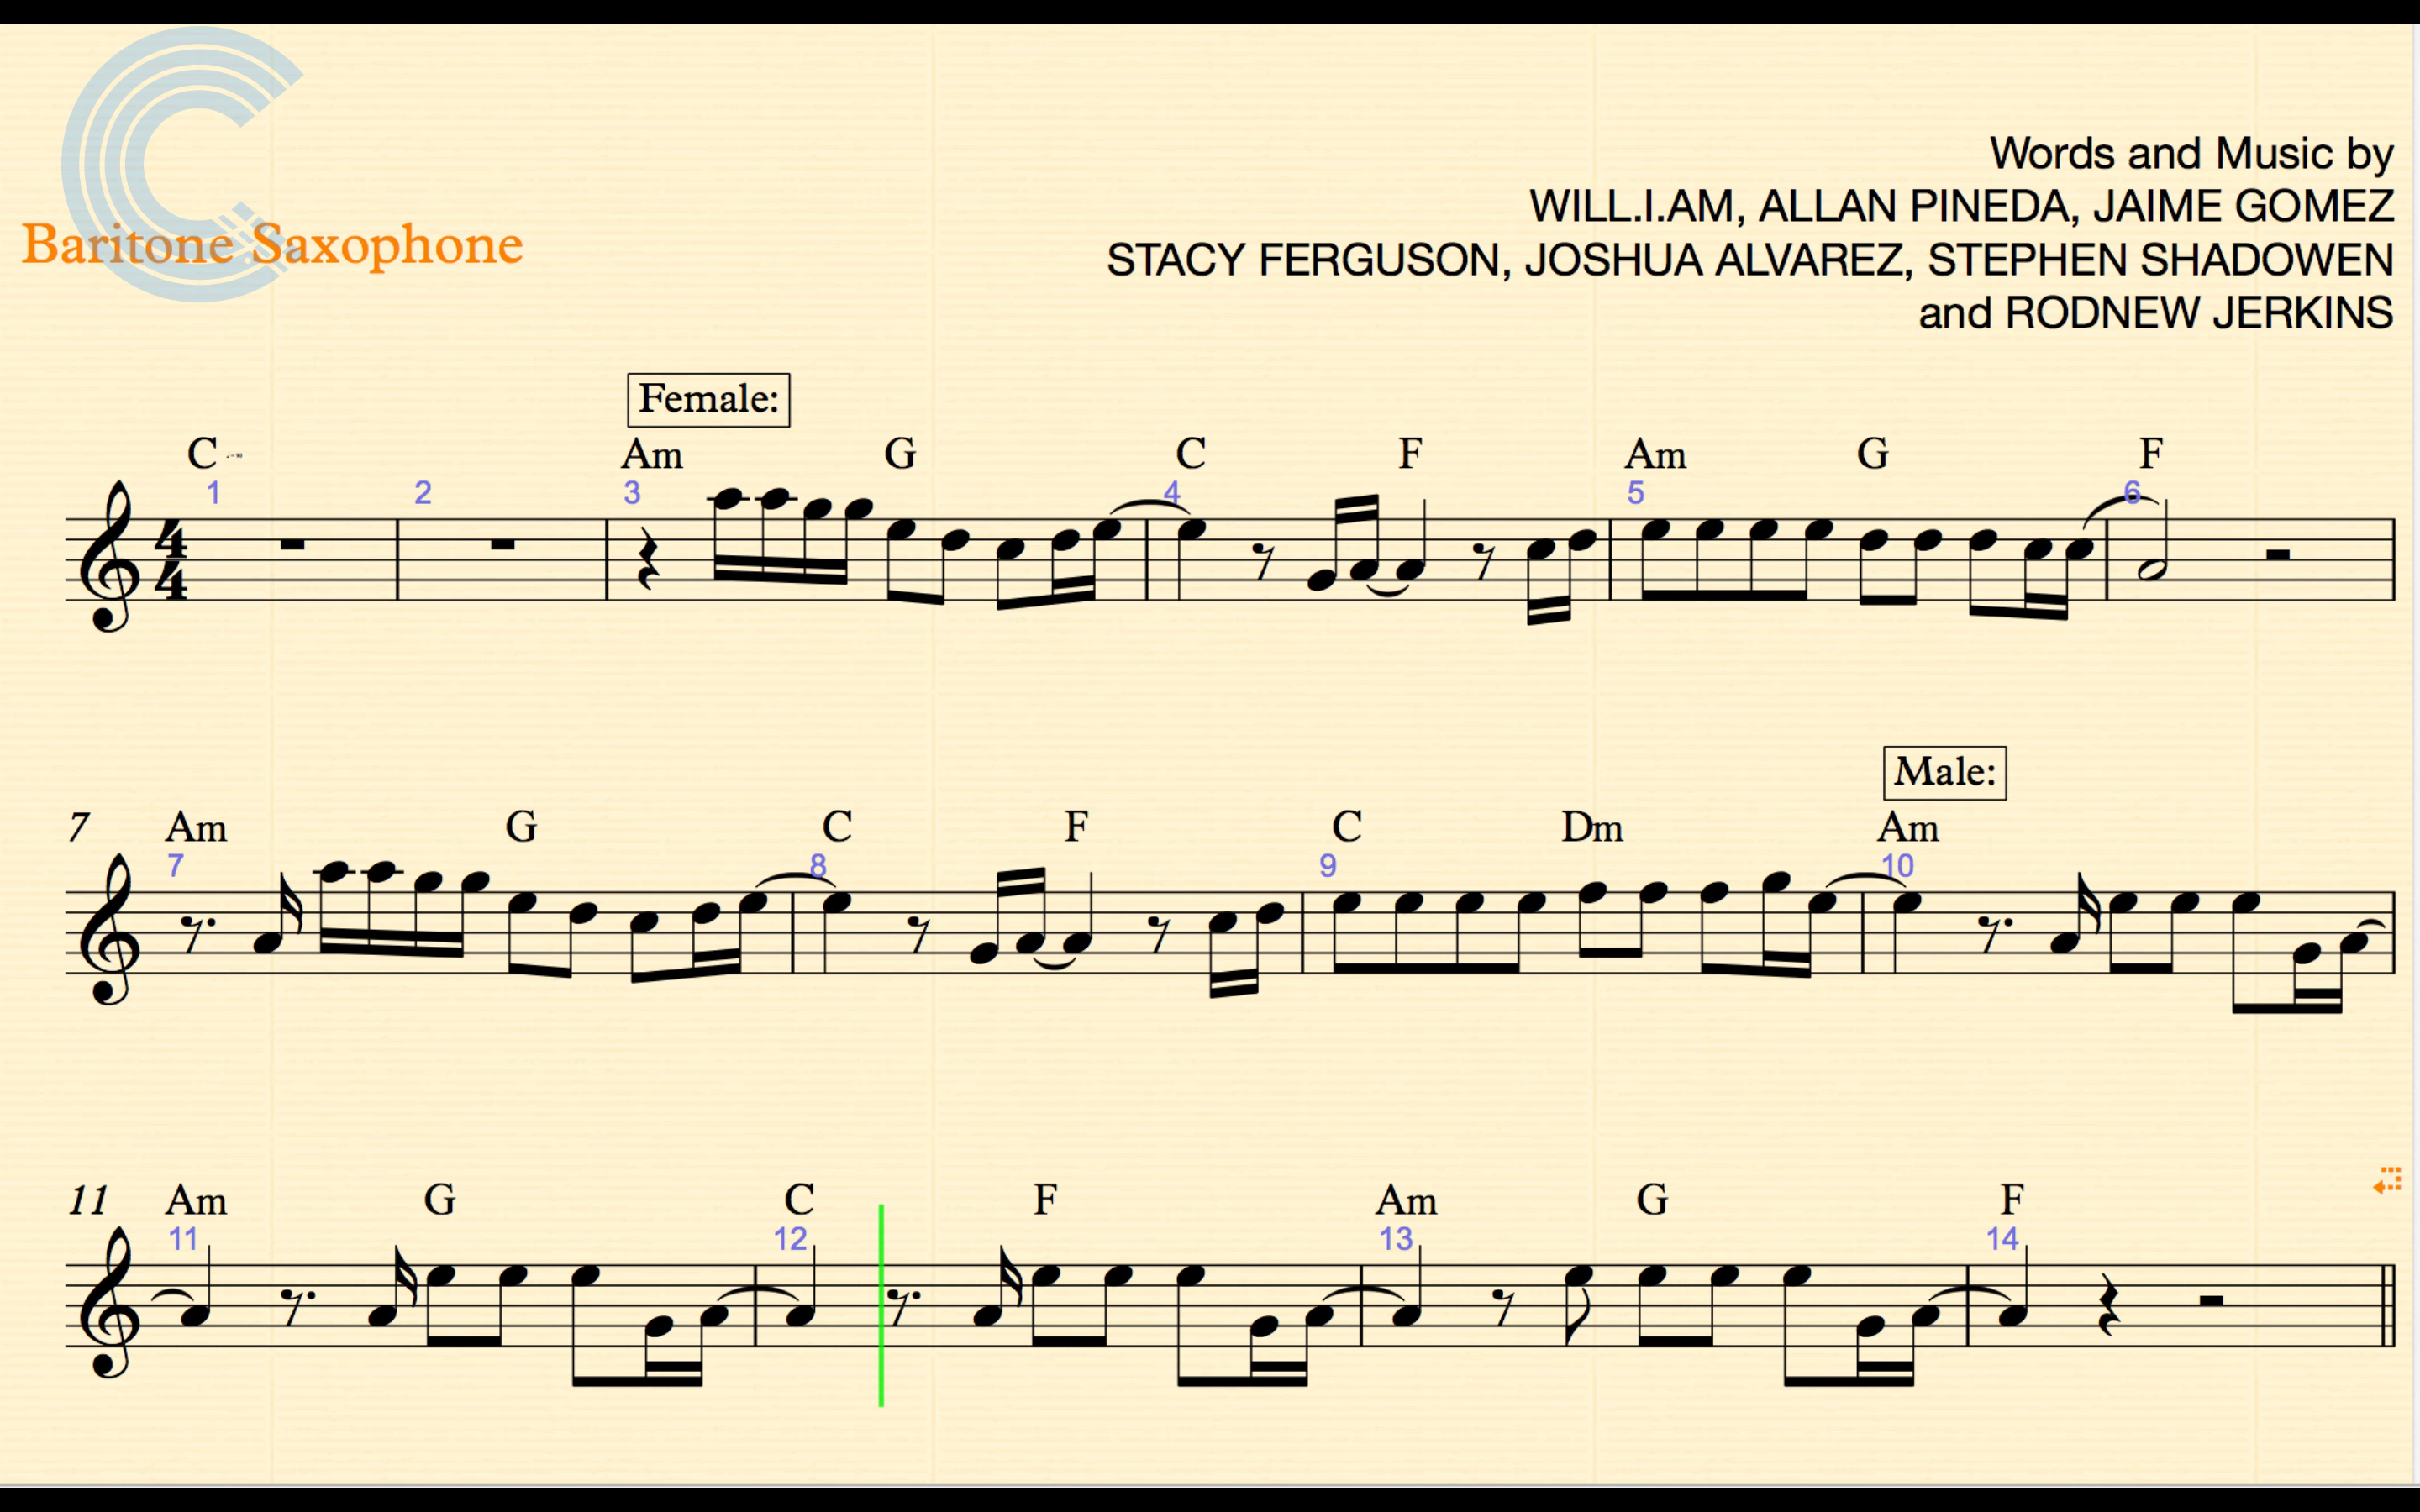 Words and Music by
WILL.I.AM, ALLAN PINEDA, JAIME GOMEZ
Baritone Saxophone
STACY FERGUSON, JOSHUA ALVAREZ, STEPHEN SHADOWEN
and RODNEW JERKINS
Female:
C Am G C F Am G F
1 2 3 4 5 6
4
4
Male:
7 Am G C F C Dm Am
7 8 9 10
11 Am G C F Am G F
11 12 13 14